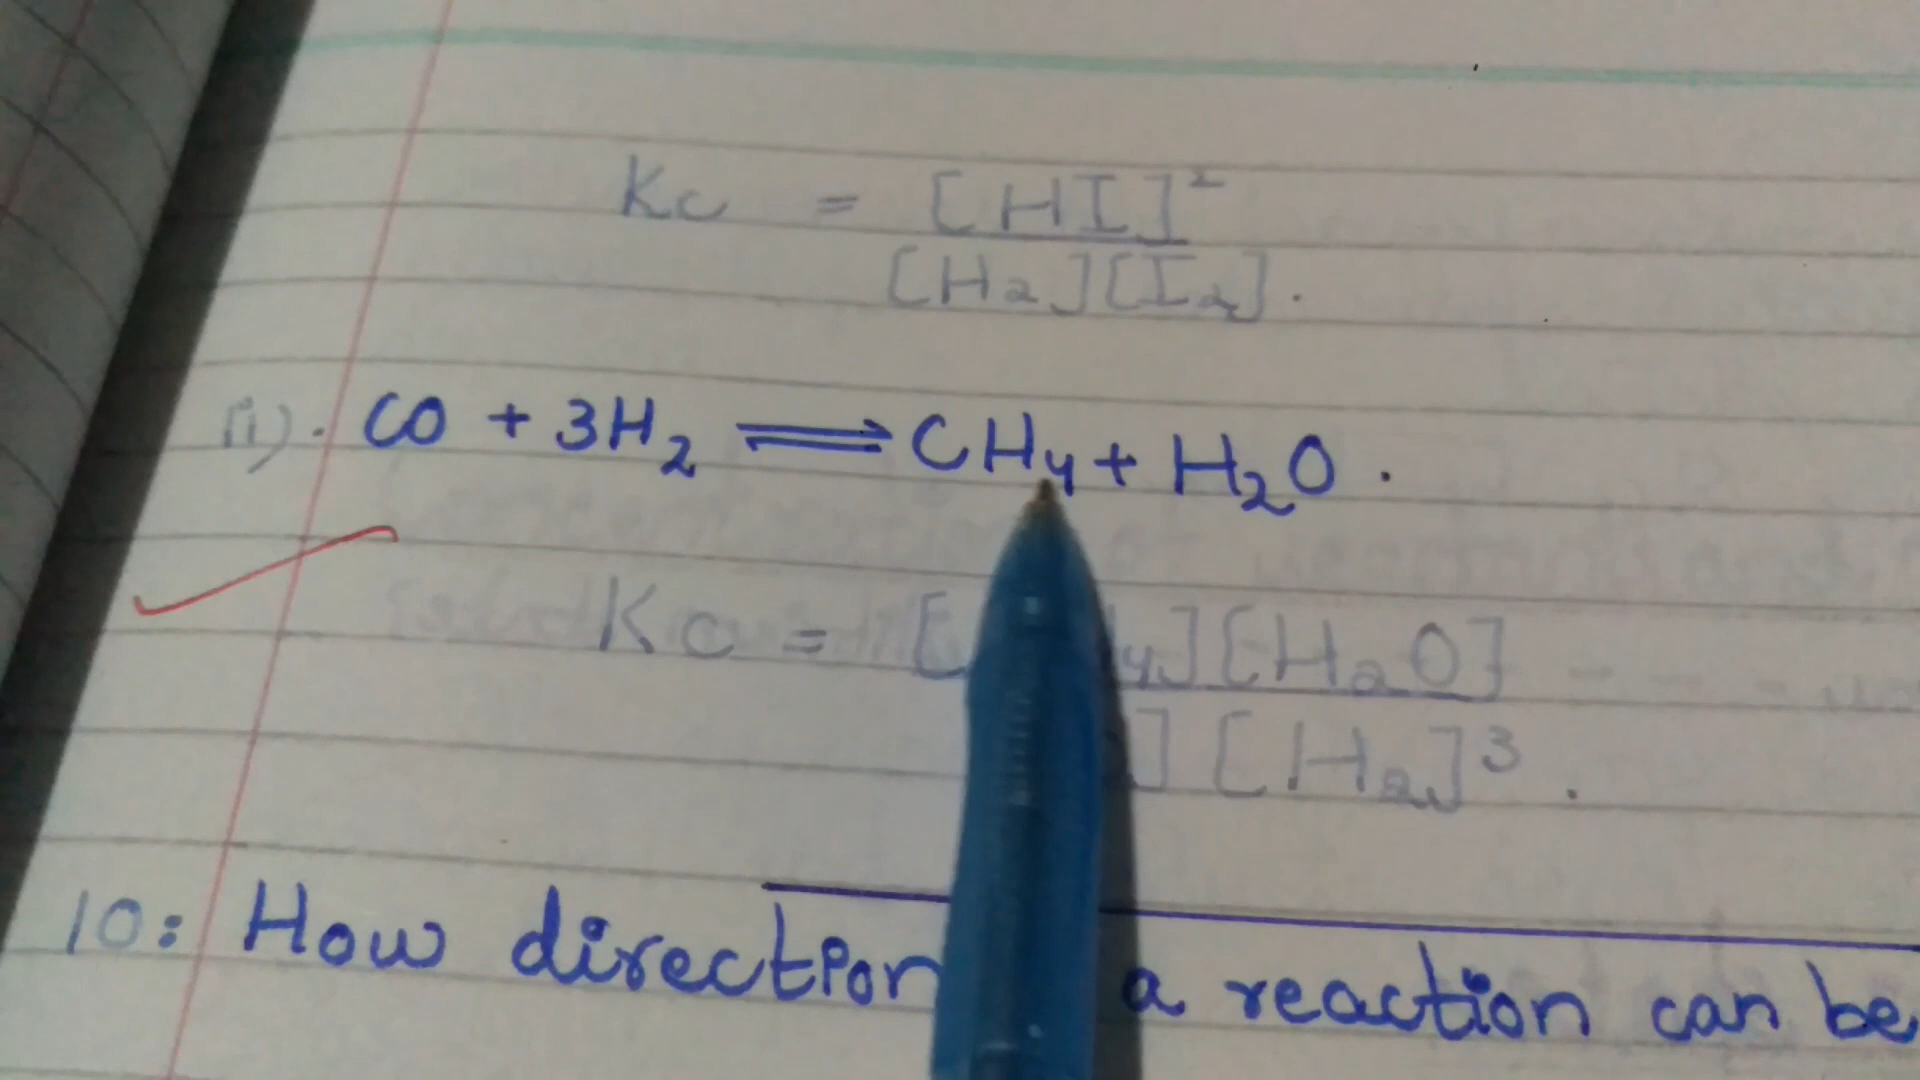 Kc = [HI]²
[H₂][I₂].
ii). CO + 3H₂ ⇌ CH₄ + H₂O.
Kc = [ ₄][H₂O]
][H₂]³.
10: How direction a reaction can be